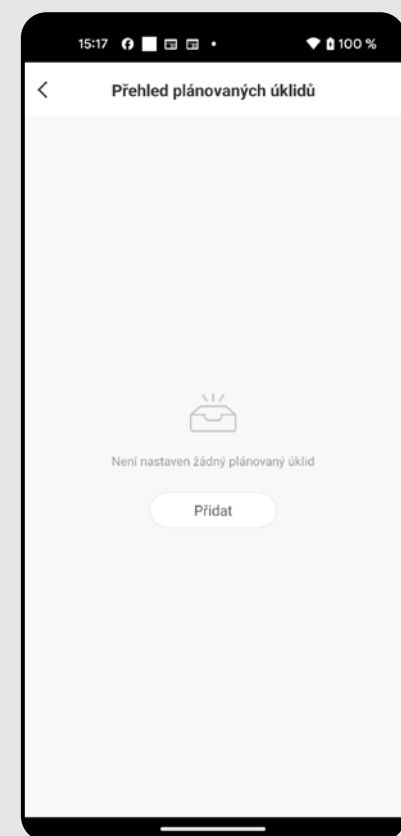 15:17 100 %
Přehled plánovaných úklidů
Není nastaven žádný plánovaný úklid
Přidat